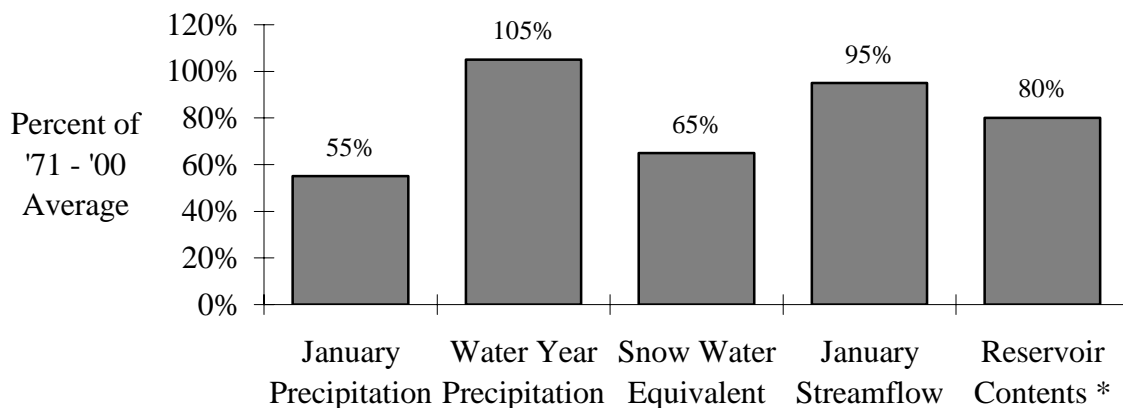 120%
100%
80%
60%
40%
20%
0%
Percent of
'71 - '00
Average
55%
105%
65%
95%
80%
January
Precipitation
Water Year
Precipitation
Snow Water
Equivalent
January
Streamflow
Reservoir
Contents *